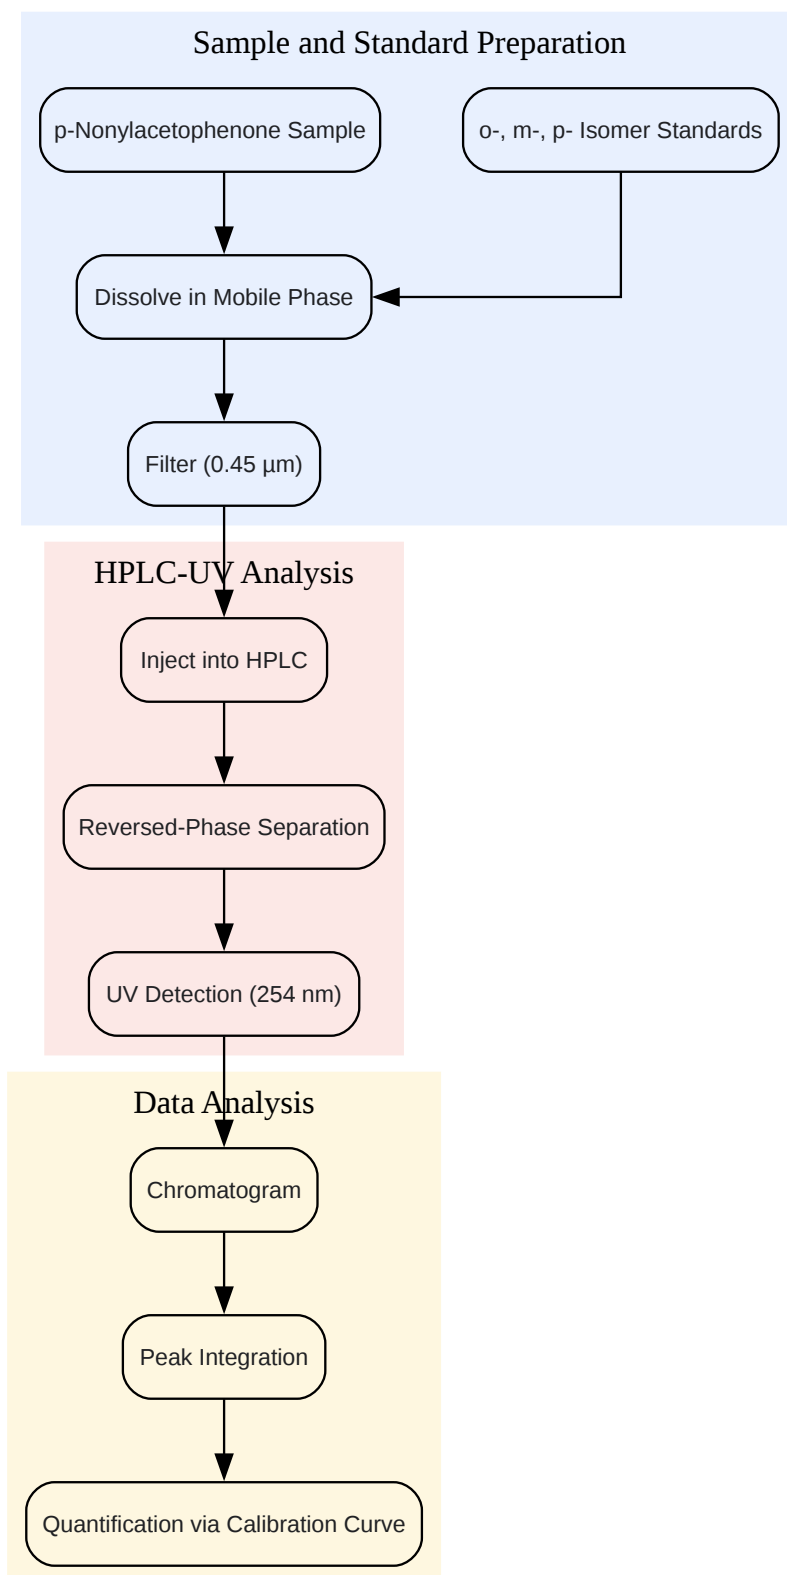 Sample and Standard Preparation
p-Nonylacetophenone Sample
o-, m-, p- Isomer Standards
Dissolve in Mobile Phase
Filter (0.45 µm)
HPLC-UV Analysis
Inject into HPLC
Reversed-Phase Separation
UV Detection (254 nm)
Data Analysis
Chromatogram
Peak Integration
Quantification via Calibration Curve